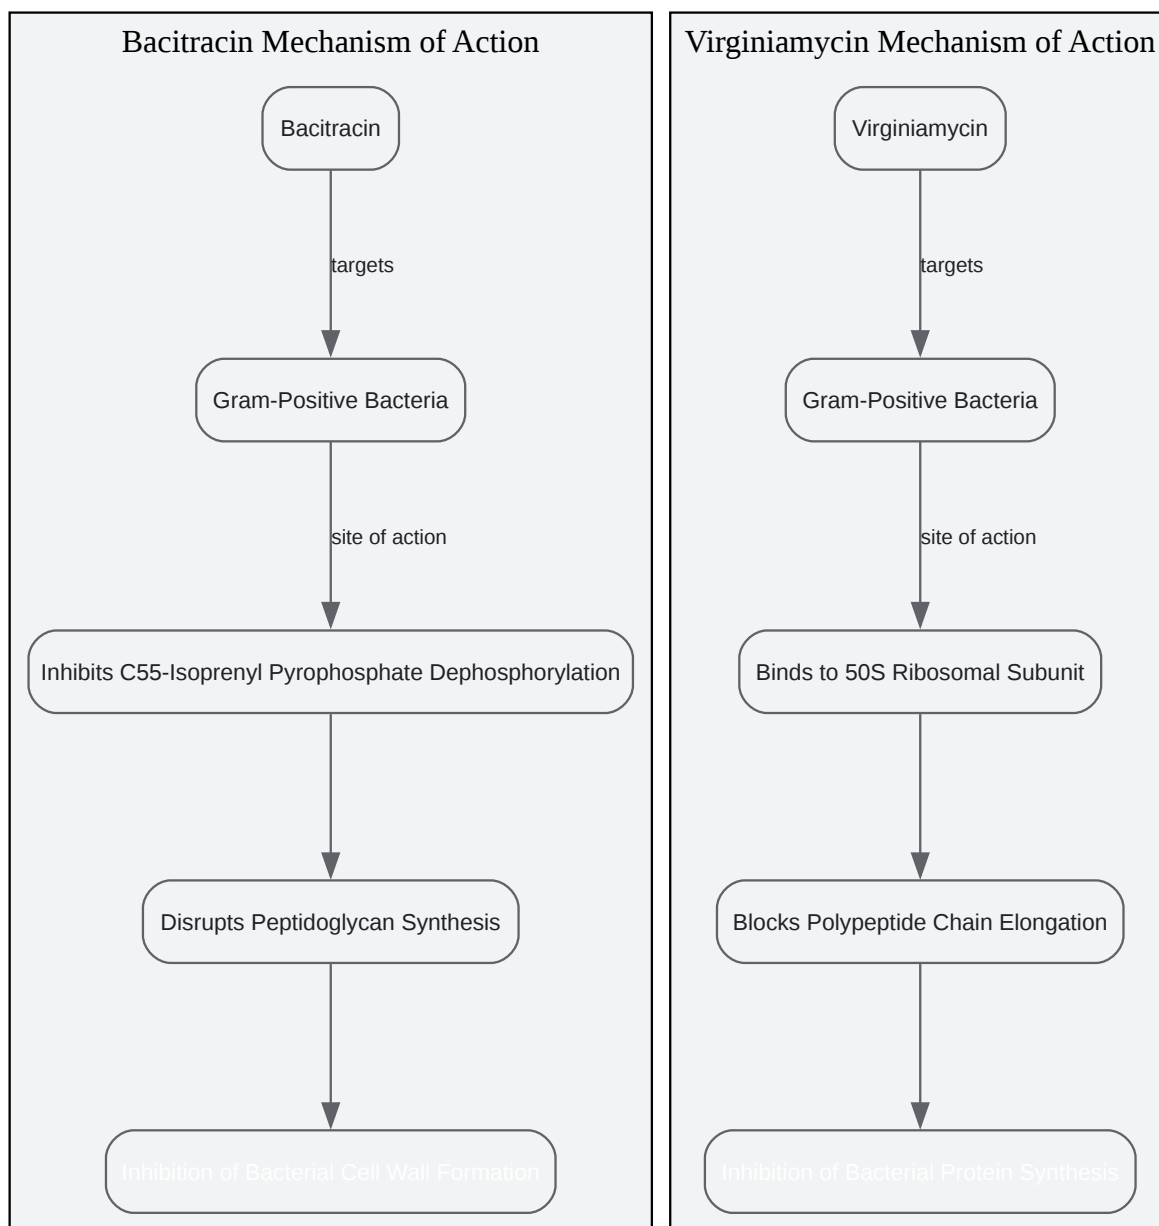 Bacitracin Mechanism of Action
Bacitracin
targets
Gram-Positive Bacteria
site of action
Inhibits C55-Isoprenyl Pyrophosphate Dephosphorylation
Disrupts Peptidoglycan Synthesis
Inhibition of Bacterial Cell Wall Formation
Virginiamycin Mechanism of Action
Virginiamycin
targets
Gram-Positive Bacteria
site of action
Binds to 50S Ribosomal Subunit
Blocks Polypeptide Chain Elongation
Inhibition of Bacterial Protein Synthesis